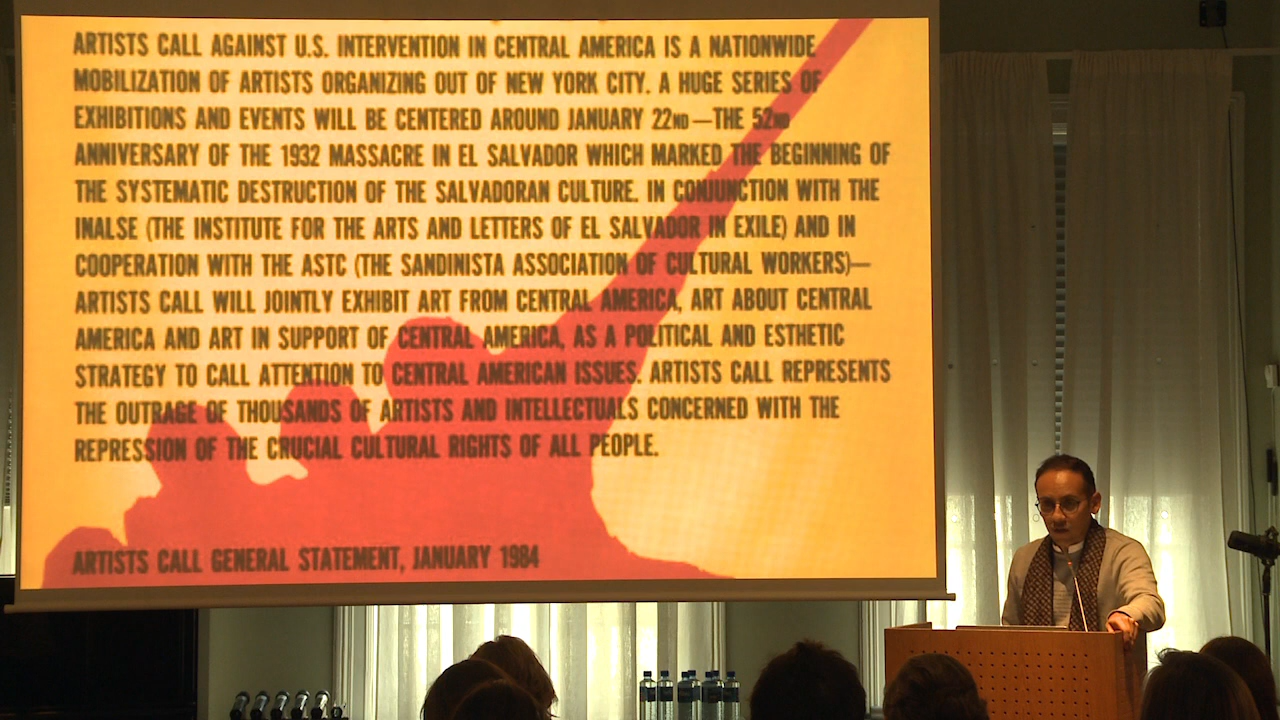 ARTISTS CALL AGAINST U.S. INTERVENTION IN CENTRAL AMERICA IS A NATIONWIDE
MOBILIZATION OF ARTISTS ORGANIZING OUT OF NEW YORK CITY. A HUGE SERIES OF
EXHIBITIONS AND EVENTS WILL BE CENTERED AROUND JANUARY 22ND—THE 52ND
ANNIVERSARY OF THE 1932 MASSACRE IN EL SALVADOR WHICH MARKED THE BEGINNING OF
THE SYSTEMATIC DESTRUCTION OF THE SALVADORAN CULTURE. IN CONJUNCTION WITH THE
INALSE (THE INSTITUTE FOR THE ARTS AND LETTERS OF EL SALVADOR IN EXILE) AND IN
COOPERATION WITH THE ASTC (THE SANDINISTA ASSOCIATION OF CULTURAL WORKERS)—
ARTISTS CALL WILL JOINTLY EXHIBIT ART FROM CENTRAL AMERICA, ART ABOUT CENTRAL
AMERICA AND ART IN SUPPORT OF CENTRAL AMERICA, AS A POLITICAL AND ESTHETIC
STRATEGY TO CALL ATTENTION TO CENTRAL AMERICAN ISSUES. ARTISTS CALL REPRESENTS
THE OUTRAGE OF THOUSANDS OF ARTISTS AND INTELLECTUALS CONCERNED WITH THE
REPRESSION OF THE CRUCIAL CULTURAL RIGHTS OF ALL PEOPLE.
ARTISTS CALL GENERAL STATEMENT, JANUARY 1984